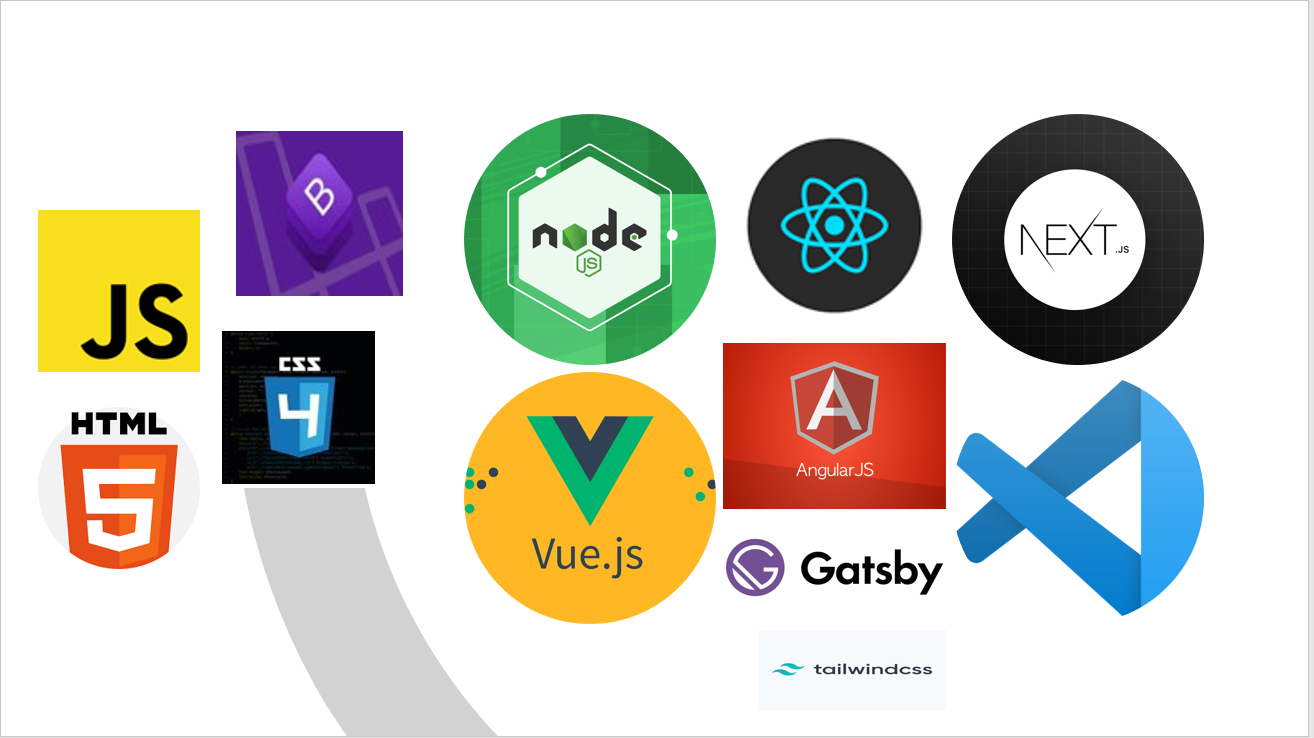 JS
HTML
5
B
CSS
4
node
JS
Vue.js
A
AngularJS
Gatsby
tailwindcss
NEXT.JS